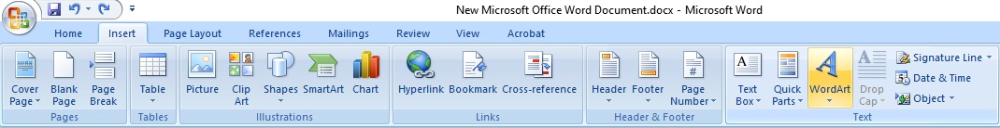 New Microsoft Office Word Document.docx - Microsoft Word
Home Insert Page Layout References Mailings Review View Acrobat
Cover Page Blank Page Page Break
Pages
Table
Tables
Picture Clip Art Shapes SmartArt Chart
Illustrations
Hyperlink Bookmark Cross-reference
Links
Header Footer Page Number
#
Header & Footer
A Text Box Quick Parts A WordArt A Drop Cap
Signature Line
Date & Time
Object
Text